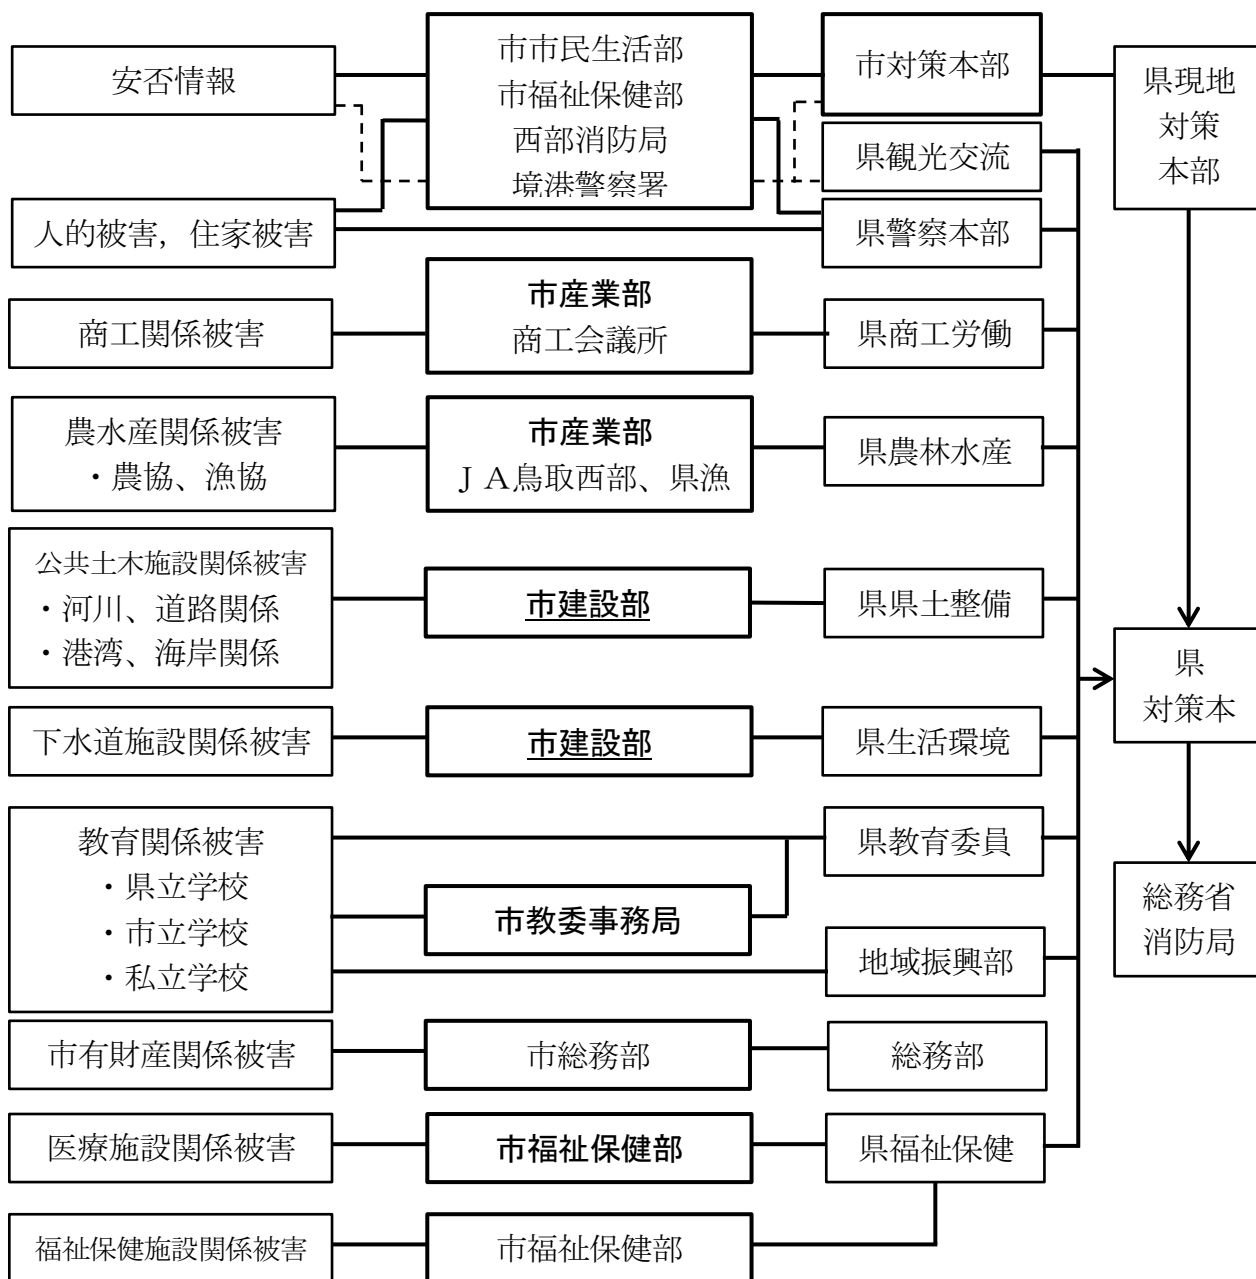 安否情報
市市民生活部
市福祉保健部
西部消防局
境港警察署
市対策本部
県現地
対策
本部
県観光交流
人的被害，住家被害
県警察本部
商工関係被害
市産業部
商工会議所
県商工労働
農水産関係被害
・農協、漁協
市産業部
ＪＡ鳥取西部、県漁
県農林水産
公共土木施設関係被害
・河川、道路関係
・港湾、海岸関係
市建設部
県県土整備
県
対策本
下水道施設関係被害
市建設部
県生活環境
教育関係被害
・県立学校
・市立学校
・私立学校
市教委事務局
県教育委員
地域振興部
総務省
消防局
市有財産関係被害
市総務部
総務部
医療施設関係被害
市福祉保健部
県福祉保健
福祉保健施設関係被害
市福祉保健部